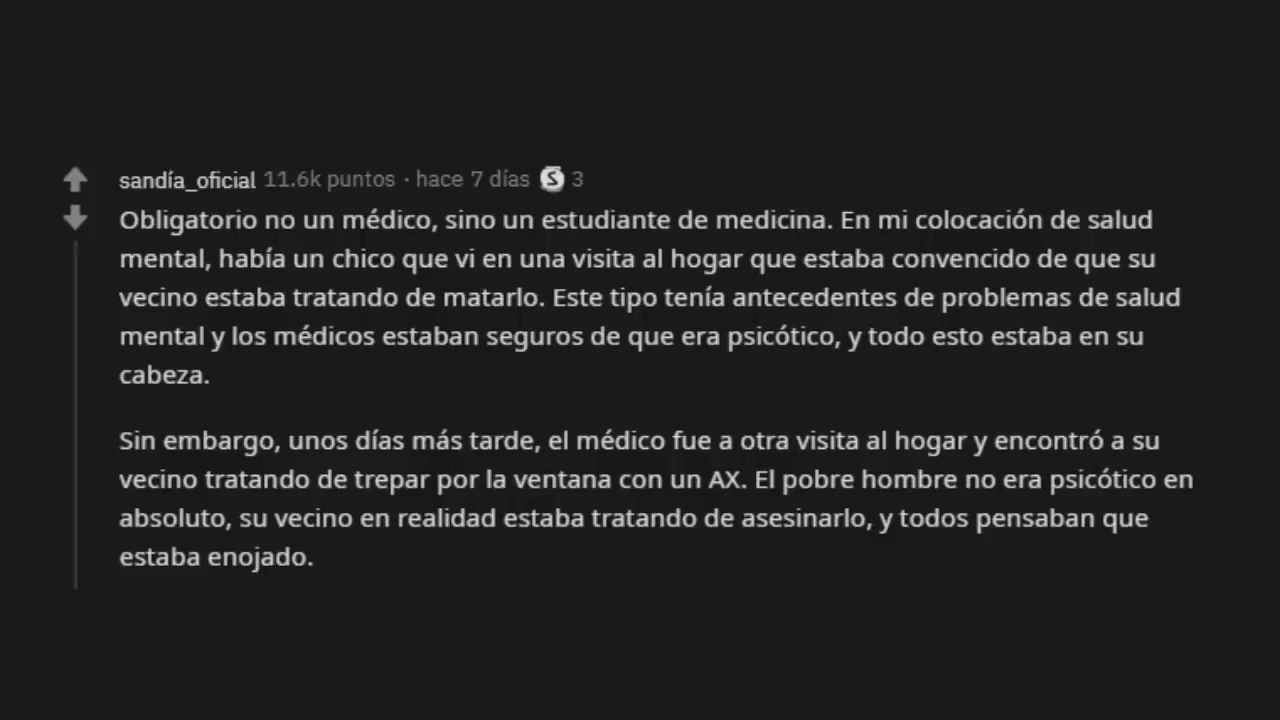 sandía_oficial 11.6k puntos · hace 7 días S 3
Obligatorio no un médico, sino un estudiante de medicina. En mi colocación de salud
mental, había un chico que vi en una visita al hogar que estaba convencido de que su
vecino estaba tratando de matarlo. Este tipo tenía antecedentes de problemas de salud
mental y los médicos estaban seguros de que era psicótico, y todo esto estaba en su
cabeza.
Sin embargo, unos días más tarde, el médico fue a otra visita al hogar y encontró a su
vecino tratando de trepar por la ventana con un AX. El pobre hombre no era psicótico en
absoluto, su vecino en realidad estaba tratando de asesinarlo, y todos pensaban que
estaba enojado.